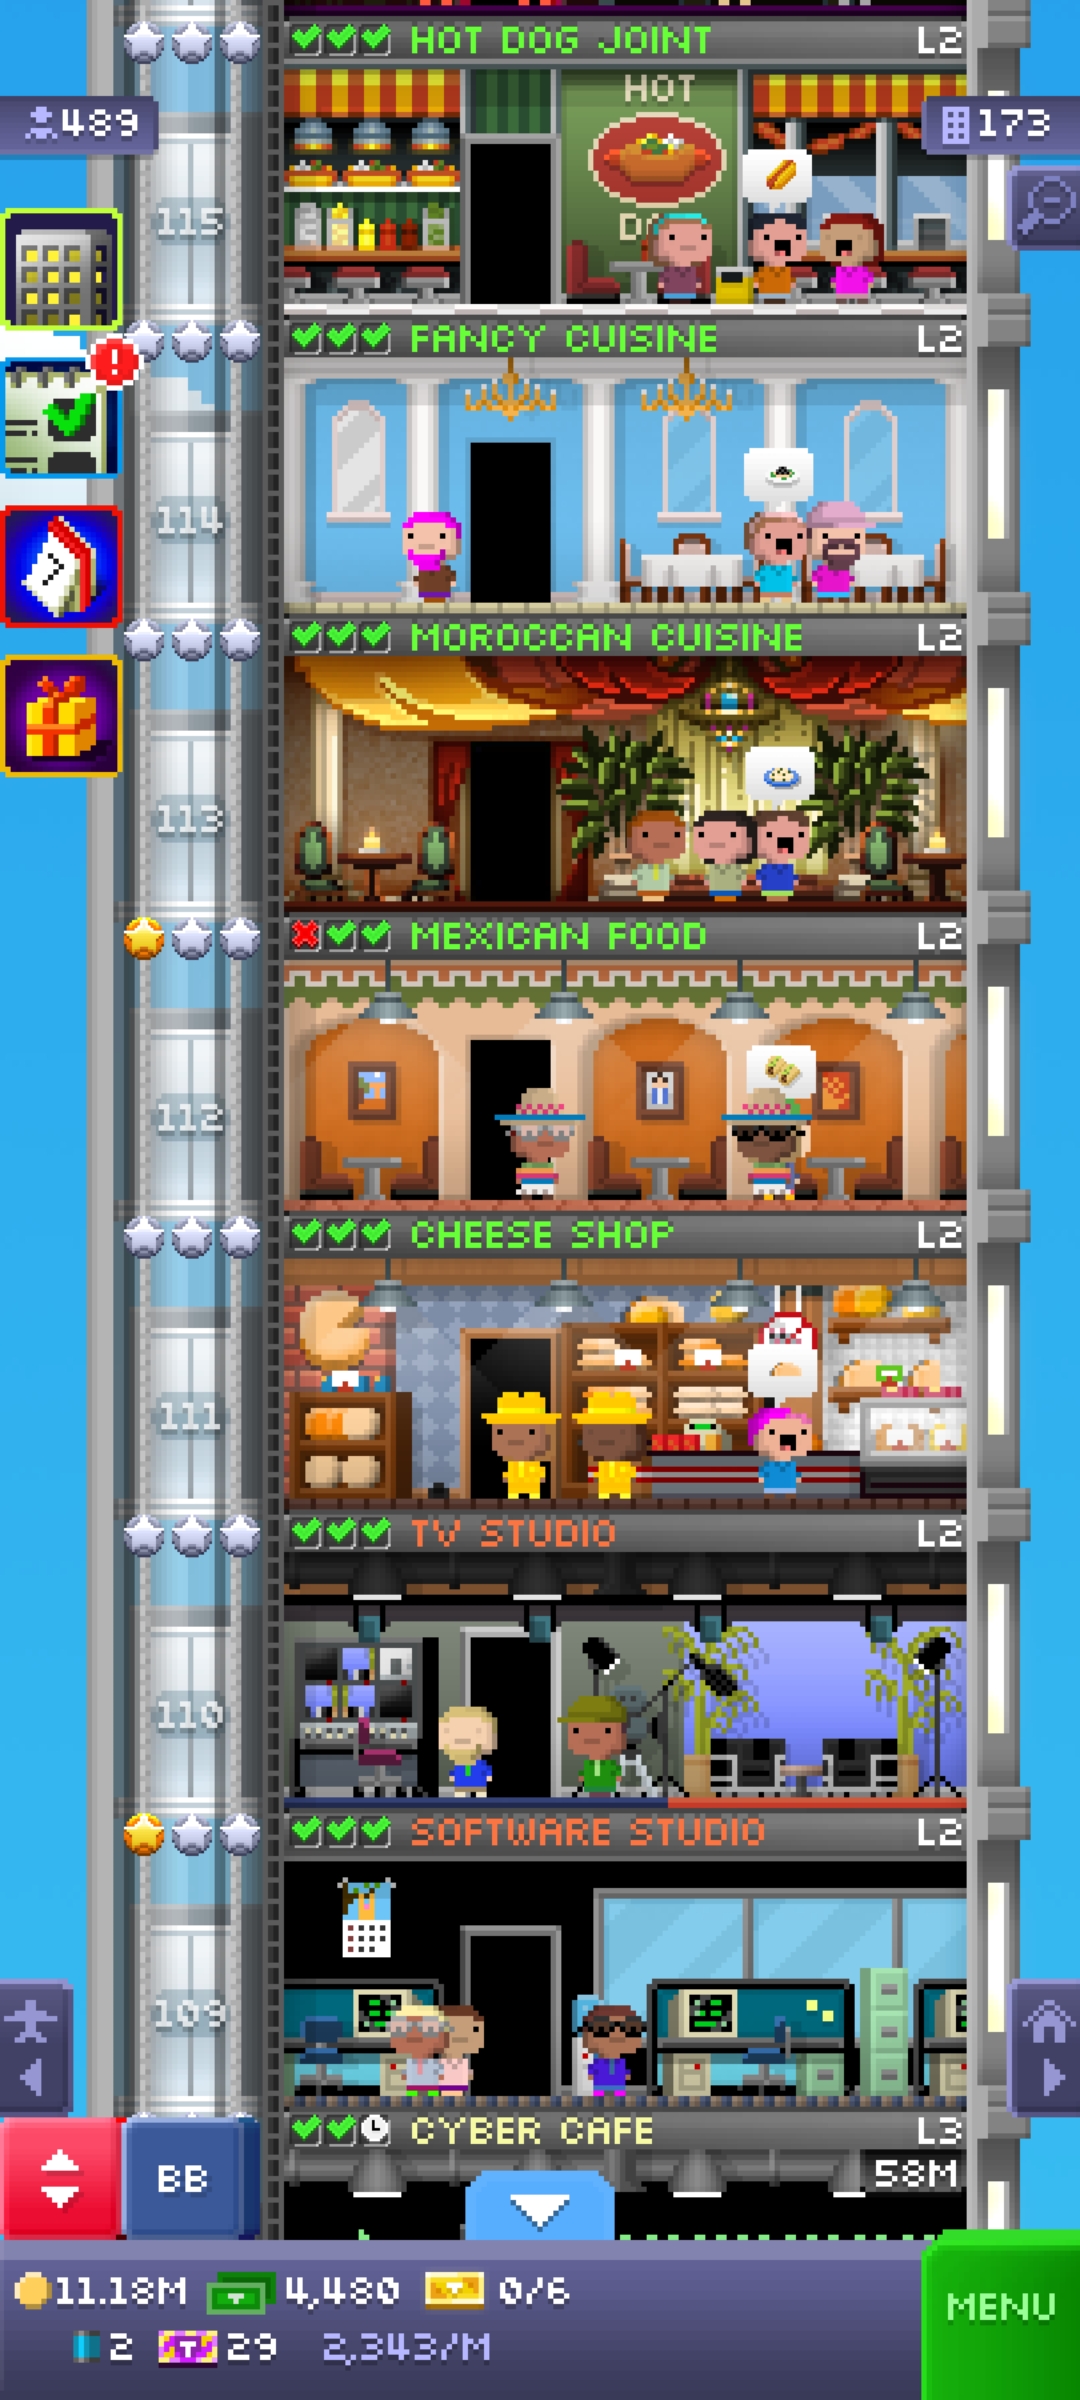 HOT DOG JOINT L2
489
173
HOT
115
FANCY CUISINE L2
114
7
MOROCCAN CUISINE L2
113
MEXICAN FOOD L2
112
CHEESE SHOP L2
111
TV STUDIO L2
110
SOFTWARE STUDIO L2
109
CYBER CAFE L3
58M
BB
11.18M 4,480 0/6
MENU
2 29 2,343/M